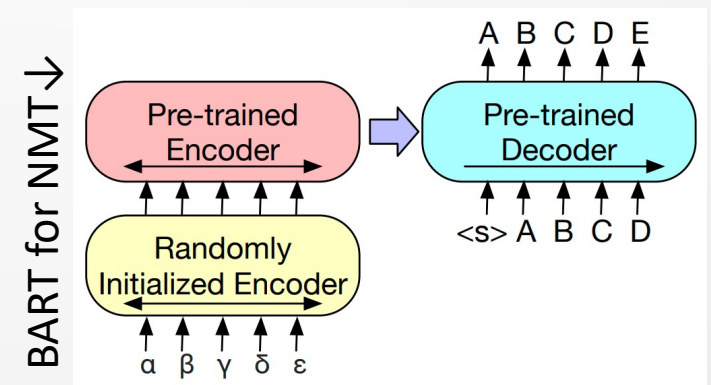 BART for NMT↓
A B C D E
Pre-trained
Encoder
Pre-trained
Decoder
<s> A B C D
Randomly
Initialized Encoder
α β γ δ ε